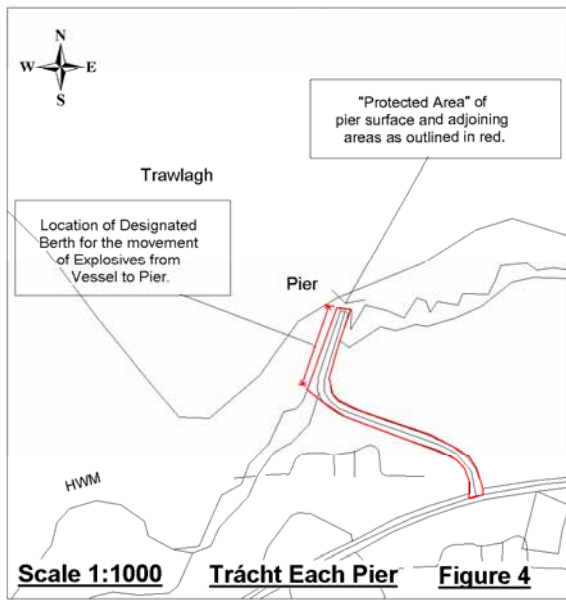 N
W E
S
"Protected Area" of
pier surface and adjoining
areas as outlined in red.
Trawlagh
Location of Designated
Berth for the movement
of Explosives from
Vessel to Pier.
Pier
HWM
Scale 1:1000 Trácht Each Pier Figure 4